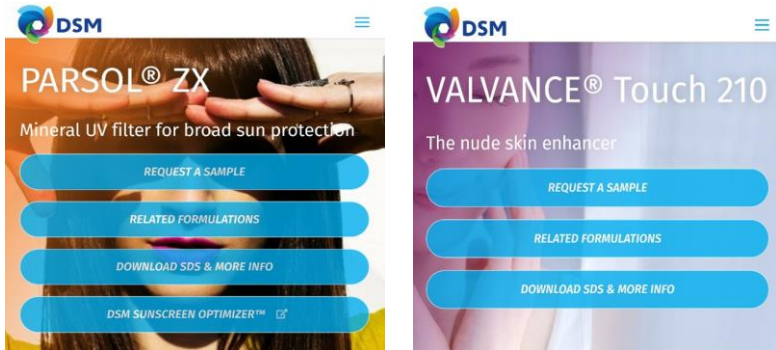 DSM
PARSOL® ZX
Mineral UV filter for broad sun protection
REQUEST A SAMPLE
RELATED FORMULATIONS
DOWNLOAD SDS & MORE INFO
DSM SUNSCREEN OPTIMIZER™
DSM
VALVANCE® Touch 210
The nude skin enhancer
REQUEST A SAMPLE
RELATED FORMULATIONS
DOWNLOAD SDS & MORE INFO